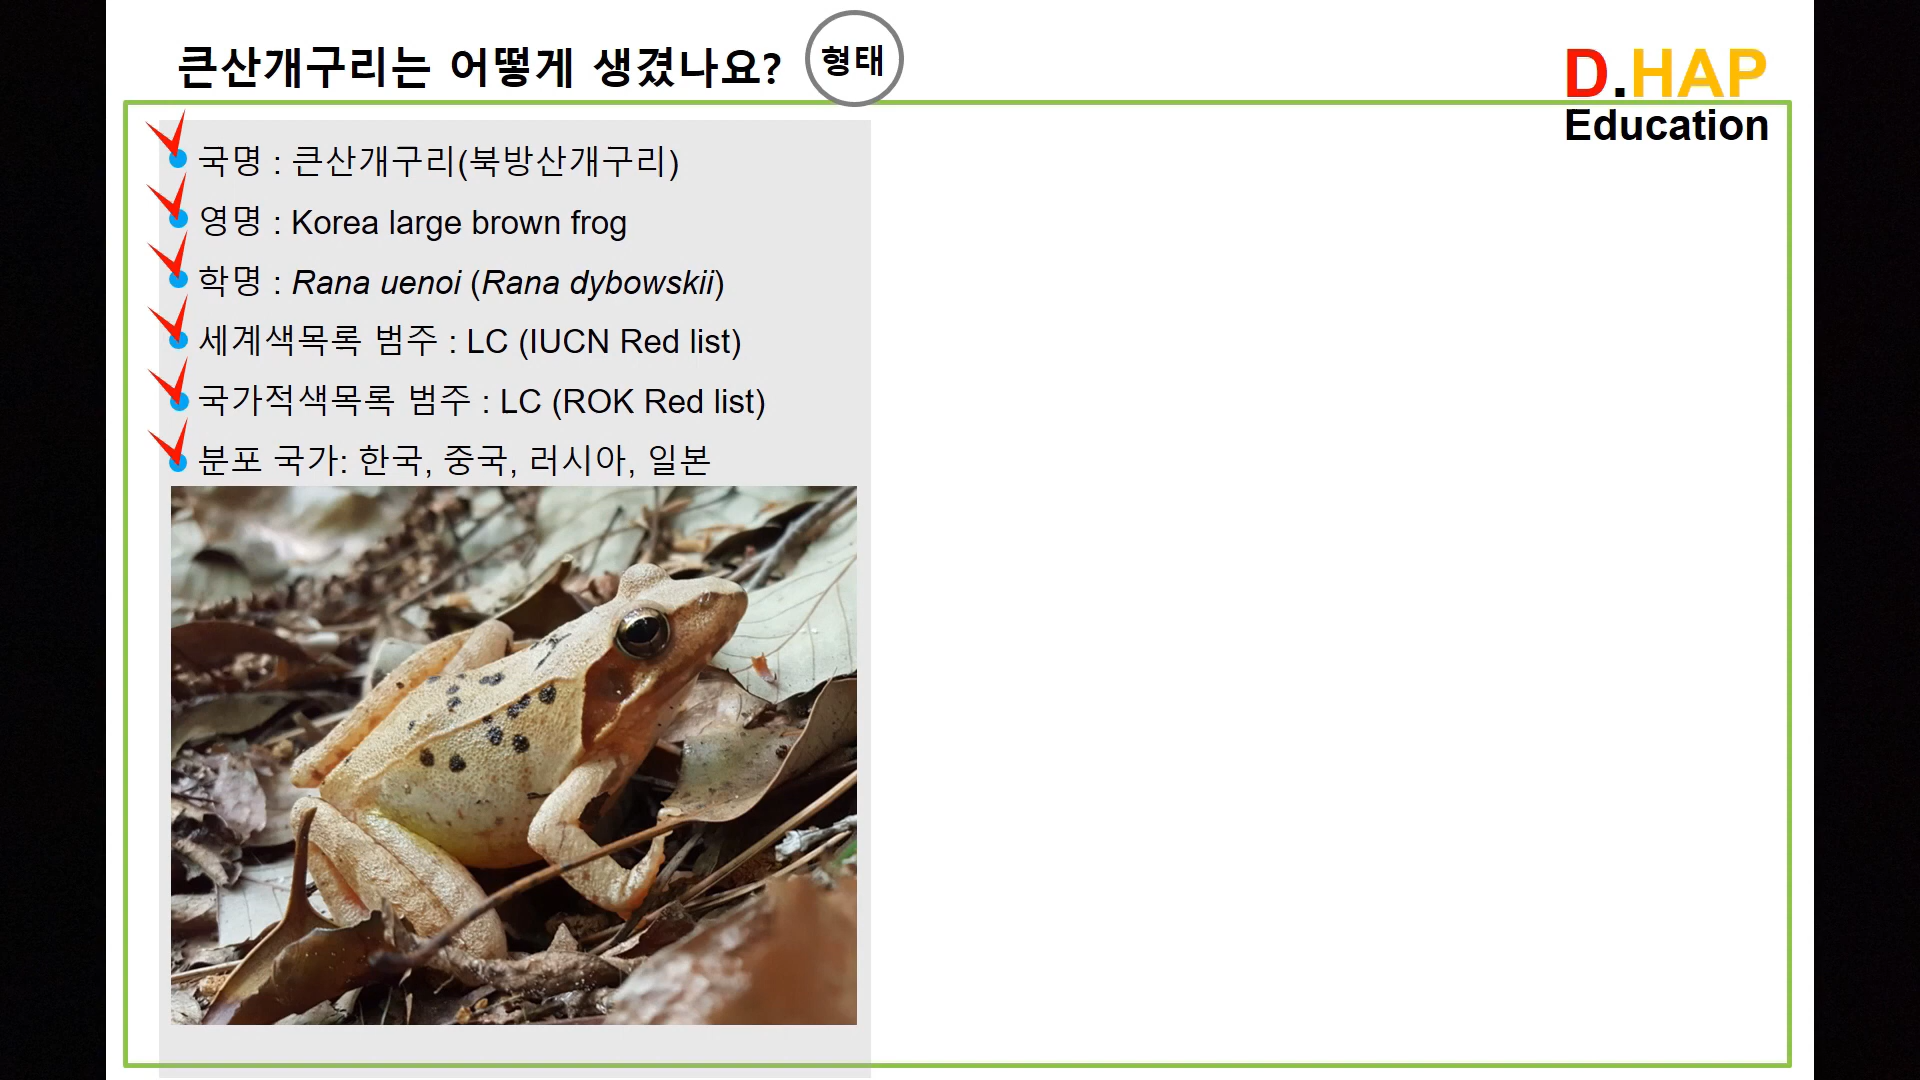 큰산개구리는 어떻게 생겼나요?
형태
D.HAP
Education
국명 : 큰산개구리(북방산개구리)
영명 : Korea large brown frog
학명 : Rana uenoi (Rana dybowskii)
세계색목록 범주 : LC (IUCN Red list)
국가적색목록 범주 : LC (ROK Red list)
분포 국가: 한국, 중국, 러시아, 일본